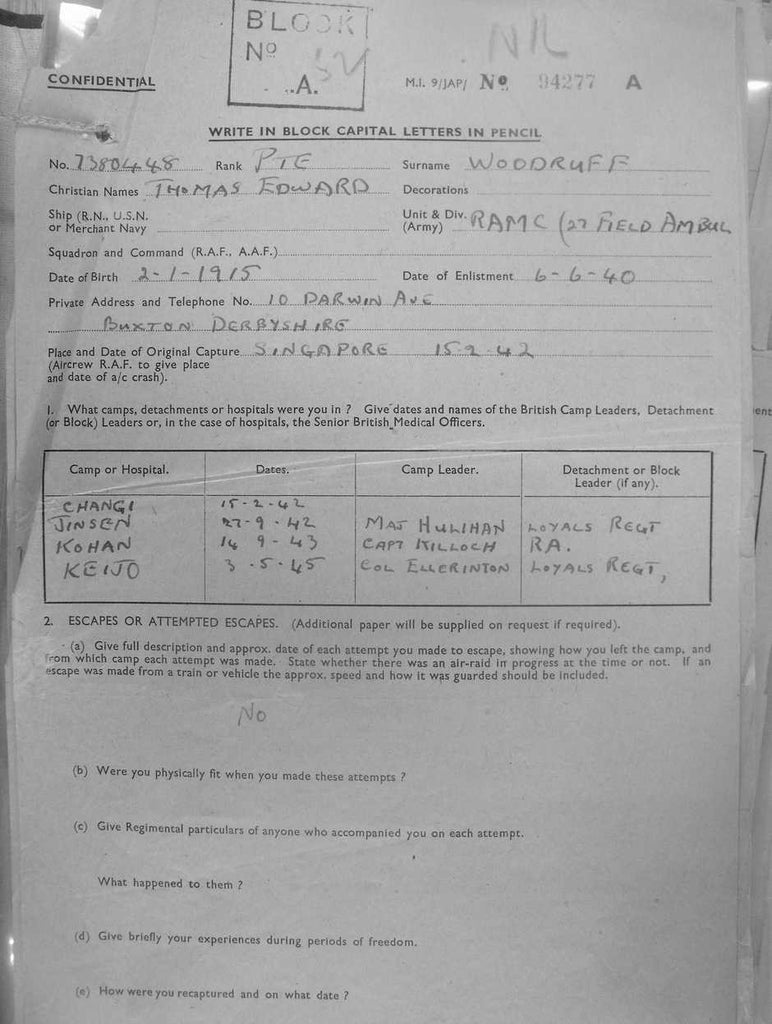 BLOCK
Nº
A.
NIL
CONFIDENTIAL
M.I. 9/JAP/ Nº 94277 A
WRITE IN BLOCK CAPITAL LETTERS IN PENCIL
No. 7380448 Rank PTE Surname WOODRUFF
Christian Names THOMAS EDWARD Decorations
Ship (R.N., U.S.N. or Merchant Navy
Unit & Div. (Army) RAMC (27 FIELD AMBUL
Squadron and Command (R.A.F., A.A.F.)
Date of Birth 2-1-1915 Date of Enlistment 6-6-40
Private Address and Telephone No. 10 DARWIN AVE
BUXTON DERBYSHIRE
Place and Date of Original Capture SINGAPORE 15-2-42
(Aircrew R.A.F. to give place
and date of a/c crash).
1. What camps, detachments or hospitals were you in ? Give dates and names of the British Camp Leaders, Detachment
(or Block) Leaders or, in the case of hospitals, the Senior British Medical Officers.
Camp or Hospital. Dates. Camp Leader. Detachment or Block Leader (if any).
CHANGI 15-2-42
JINSEN 27-9-42 MAJ HULIHAN LOYALS REGT
KOHAN 14 9-43 CAPT KILLOCH RA.
KEIJO 3-5-45 COL ELLERINTON LOYALS REGT,
2. ESCAPES OR ATTEMPTED ESCAPES. (Additional paper will be supplied on request if required).
(a) Give full description and approx. date of each attempt you made to escape, showing how you left the camp, and
from which camp each attempt was made. State whether there was an air-raid in progress at the time or not. If an
escape was made from a train or vehicle the approx. speed and how it was guarded should be included.
NO
(b) Were you physically fit when you made these attempts ?
(c) Give Regimental particulars of anyone who accompanied you on each attempt.
What happened to them ?
(d) Give briefly your experiences during periods of freedom.
(e) How were you recaptured and on what date ?
ent